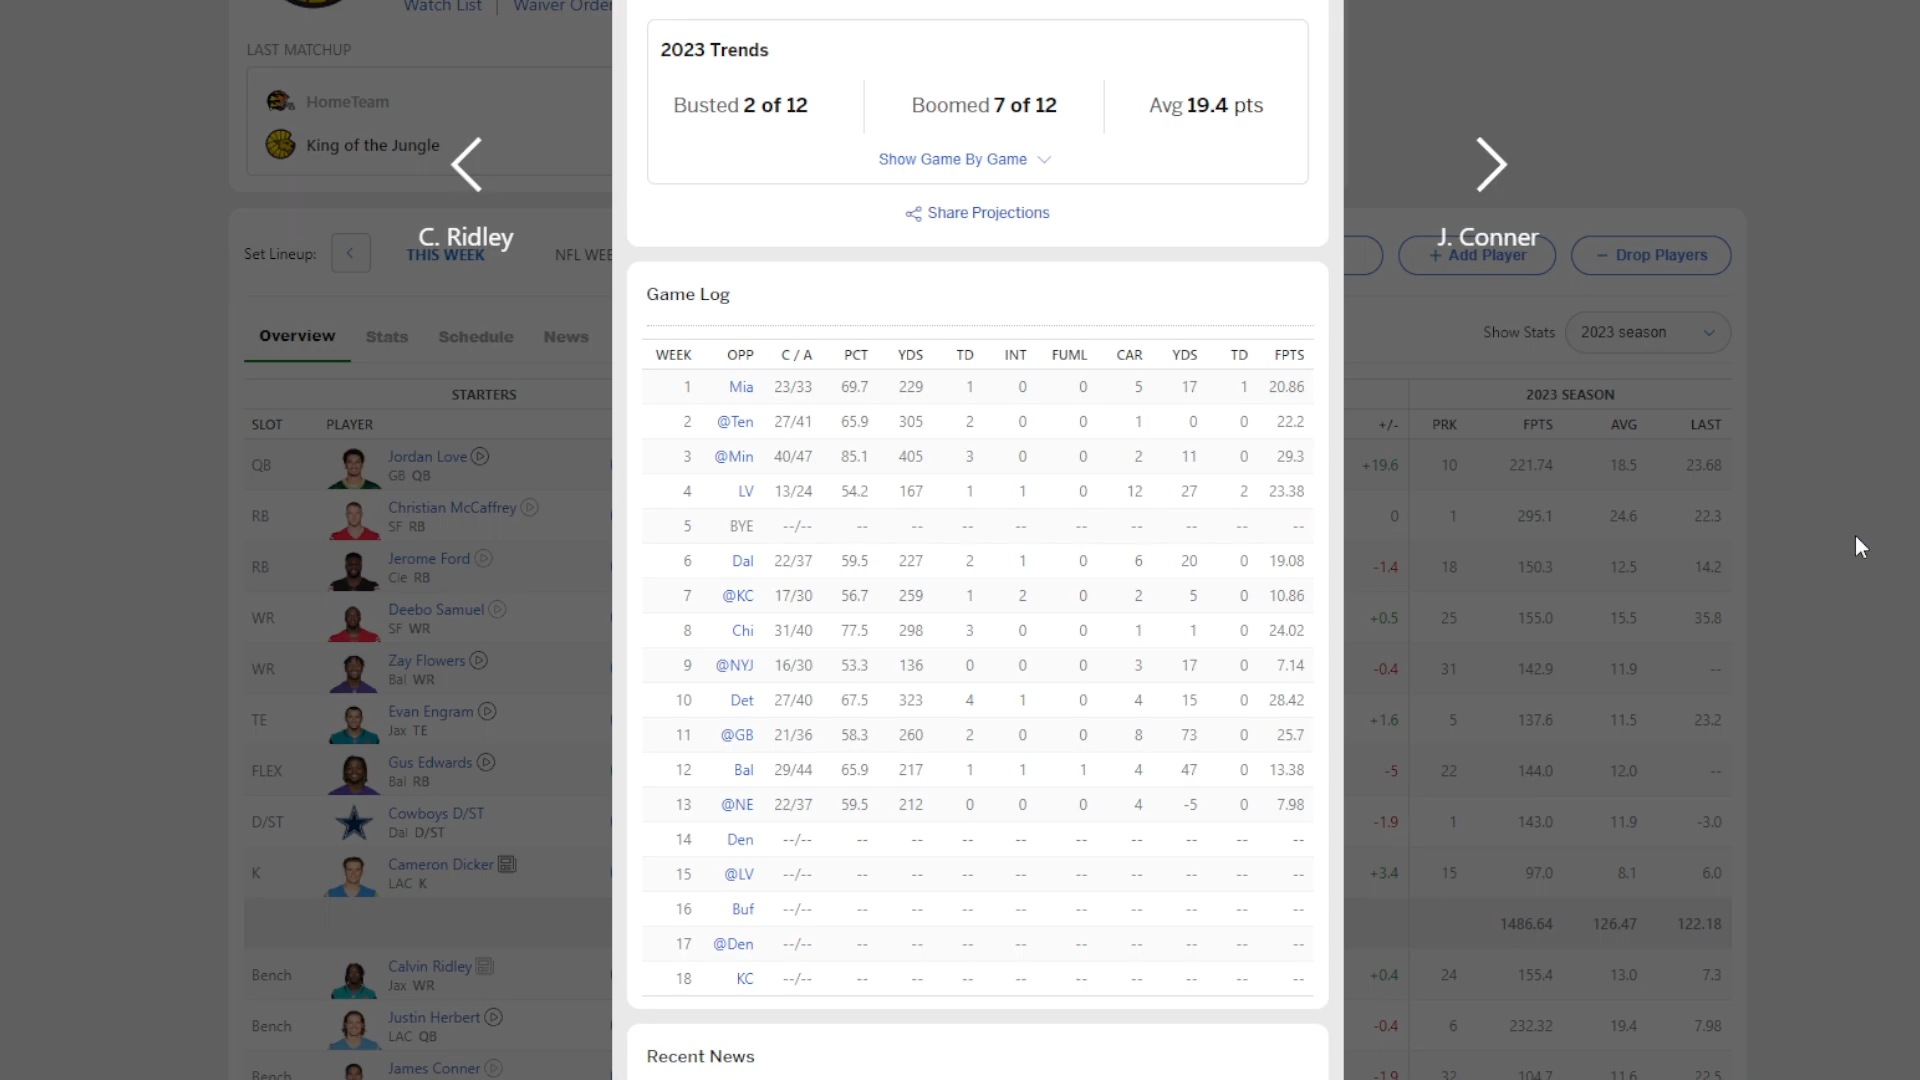 Watch List | Waiver Order
LAST MATCHUP
HomeTeam
King of the Jungle
C. Ridley
Set Lineup:
THIS WEEK
NFL WEE
Overview Stats Schedule News
STARTERS
SLOT PLAYER
QB Jordan Love
GB QB
RB Christian McCaffrey
SF RB
RB Jerome Ford
Cle RB
WR Deebo Samuel
SF WR
WR Zay Flowers
Bal WR
TE Evan Engram
Jax TE
FLEX Gus Edwards
Bal RB
D/ST Cowboys D/ST
Dal D/ST
K Cameron Dicker
LAC K
Bench Calvin Ridley
Jax WR
Bench Justin Herbert
LAC QB
Bench James Conner
2023 Trends
Busted 2 of 12
Boomed 7 of 12
Avg 19.4 pts
Show Game By Game
Share Projections
Game Log
WEEK OPP C / A PCT YDS TD INT FUML CAR YDS TD FPTS
1 Mia 23/33 69.7 229 1 0 0 5 17 1 20.86
2 @Ten 27/41 65.9 305 2 0 0 1 0 0 22.2
3 @Min 40/47 85.1 405 3 0 0 2 11 0 29.3
4 LV 13/24 54.2 167 1 1 0 12 27 2 23.38
5 BYE --/-- -- -- -- -- -- -- -- -- --
6 Dal 22/37 59.5 227 2 1 0 6 20 0 19.08
7 @KC 17/30 56.7 259 1 2 0 2 5 0 10.86
8 Chi 31/40 77.5 298 3 0 0 1 1 0 24.02
9 @NYJ 16/30 53.3 136 0 0 0 3 17 0 7.14
10 Det 27/40 67.5 323 4 1 0 4 15 0 28.42
11 @GB 21/36 58.3 260 2 0 0 8 73 0 25.7
12 Bal 29/44 65.9 217 1 1 1 4 47 0 13.38
13 @NE 22/37 59.5 212 0 0 0 4 -5 0 7.98
14 Den --/-- -- -- -- -- -- -- -- -- --
15 @LV --/-- -- -- -- -- -- -- -- -- --
16 Buf --/-- -- -- -- -- -- -- -- -- --
17 @Den --/-- -- -- -- -- -- -- -- -- --
18 KC --/-- -- -- -- -- -- -- -- -- --
Recent News
J. Conner
+ Add Player
− Drop Players
Show Stats 2023 season
2023 SEASON
+/- PRK FPTS AVG LAST
+19.6 10 221.74 18.5 23.68
0 1 295.1 24.6 22.3
-1.4 18 150.3 12.5 14.2
+0.5 25 155.0 15.5 35.8
-0.4 31 142.9 11.9 --
+1.6 5 137.6 11.5 23.2
-5 22 144.0 12.0 --
-1.9 1 143.0 11.9 -3.0
+3.4 15 97.0 8.1 6.0
1486.64 126.47 122.18
+0.4 24 155.4 13.0 7.3
-0.4 6 232.32 19.4 7.98
-1.9 32 104.7 11.6 22.5